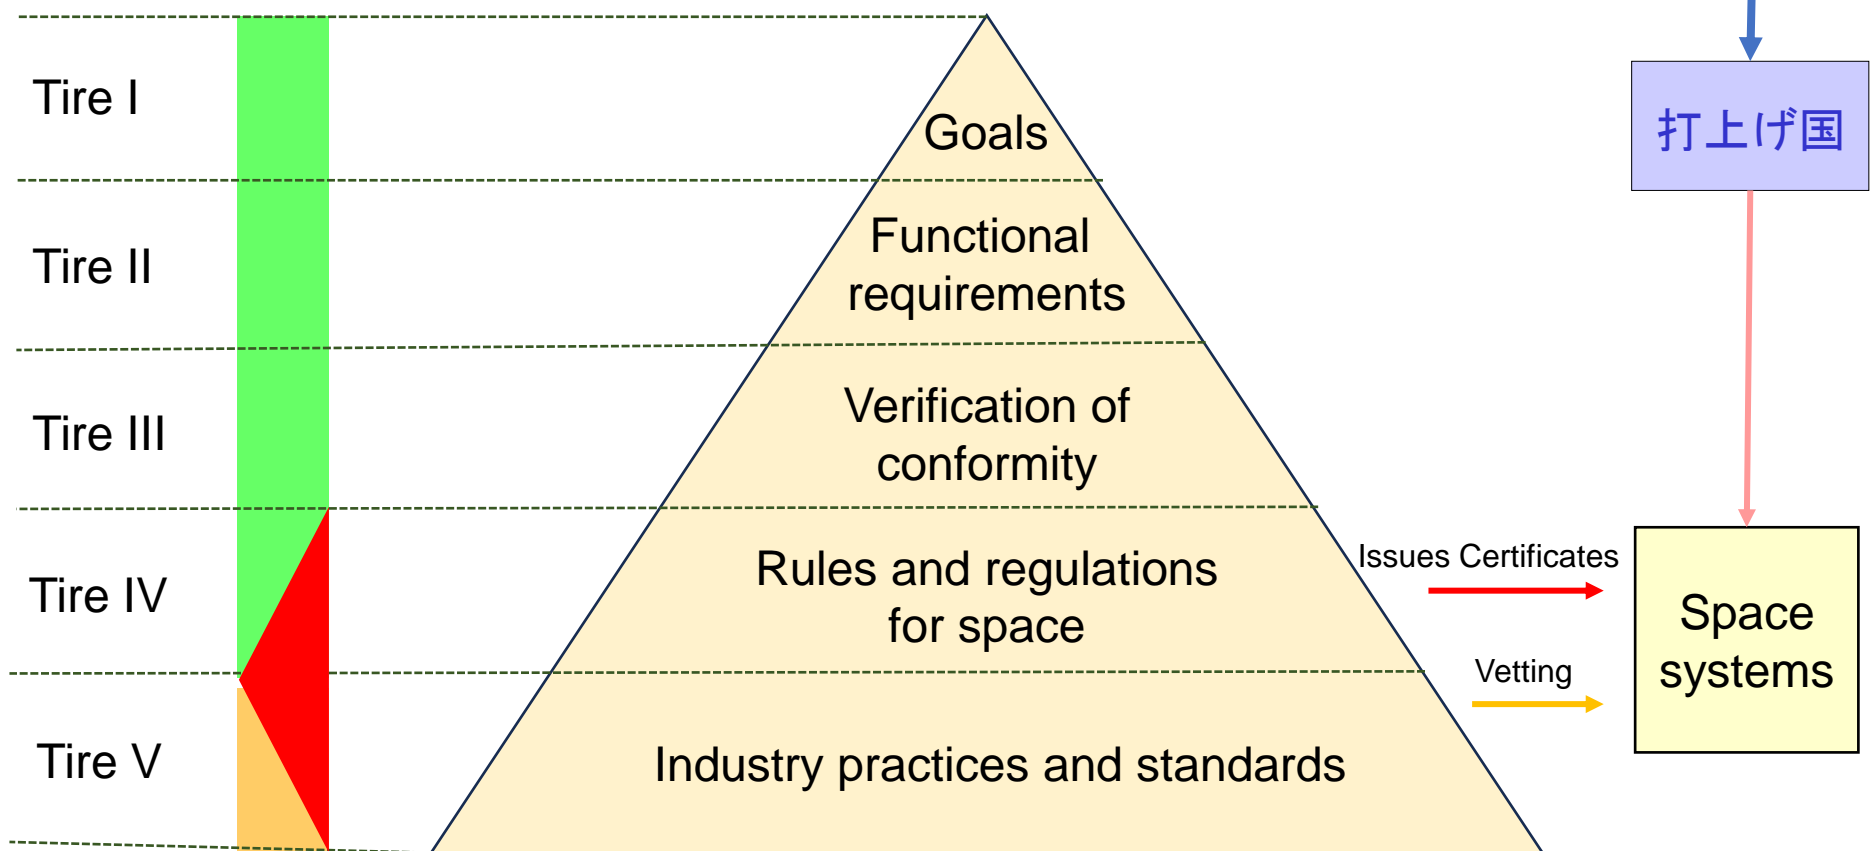 Tire I
Goals
打上げ国
Tire II
Functional
requirements
Tire III
Verification of
conformity
Tire IV
Rules and regulations
for space
Issues Certificates
Vetting
Space
systems
Tire V
Industry practices and standards